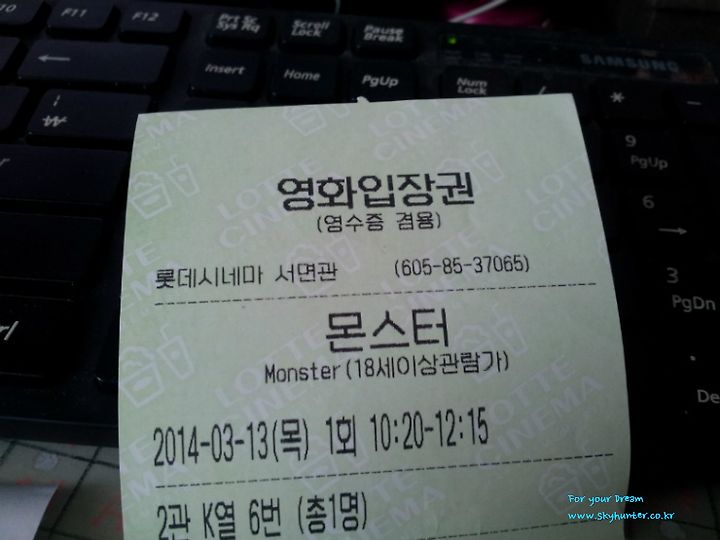 F11
F12
Prt Sc
Sys Rq
Scroll
Lock
Pause
Break
SAMSUNG
Insert
Home
PgUp
Num
Lock
/
*
-
₩
9
PgUp
6
→
3
PgDn
.
De
영화입장권
(영수증 겸용)
롯데시네마 서면관 (605-85-37065)
몬스터
Monster(18세이상관람가)
2014-03-13(목) 1회 10:20-12:15
2관 K열 6번 (총1명)
LOTTE
CINEMA
For your Dream
www.skyhunter.co.kr